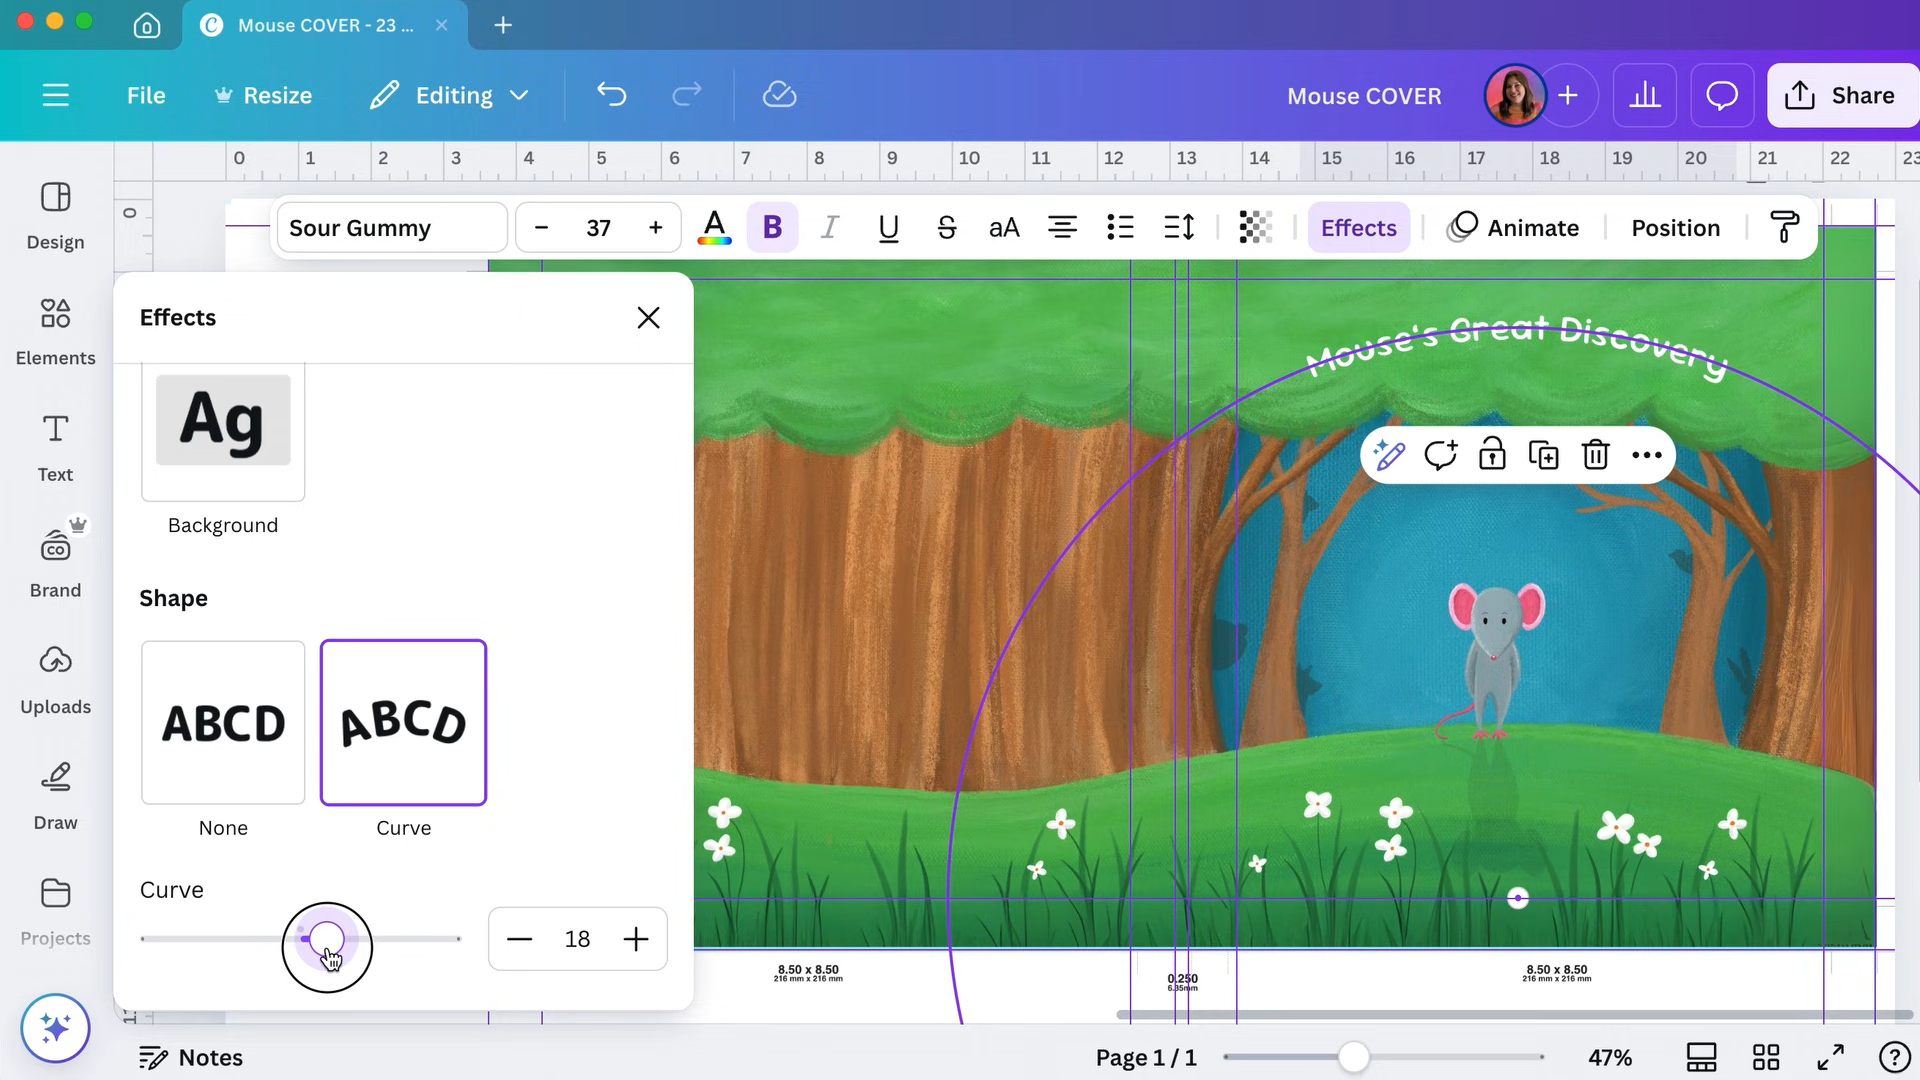 Mouse COVER - 23 ...
File
Resize
Editing
Mouse COVER
Share
0 1 2 3 4 5 6 7 8 9 10 11 12 13 14 15 16 17 18 19 20 21 22 23
0
Sour Gummy
37
A
B
I
U
S
aA
Effects
Animate
Position
Design
Elements
Text
Brand
Uploads
Draw
Projects
Effects
Ag
Background
Shape
ABCD
ABCD
None
Curve
Curve
18
Mouse's Great Discovery
8.50 x 8.50
216 mm x 216 mm
0.250
6.35mm
8.50 x 8.50
216 mm x 216 mm
Notes
Page 1 / 1
47%